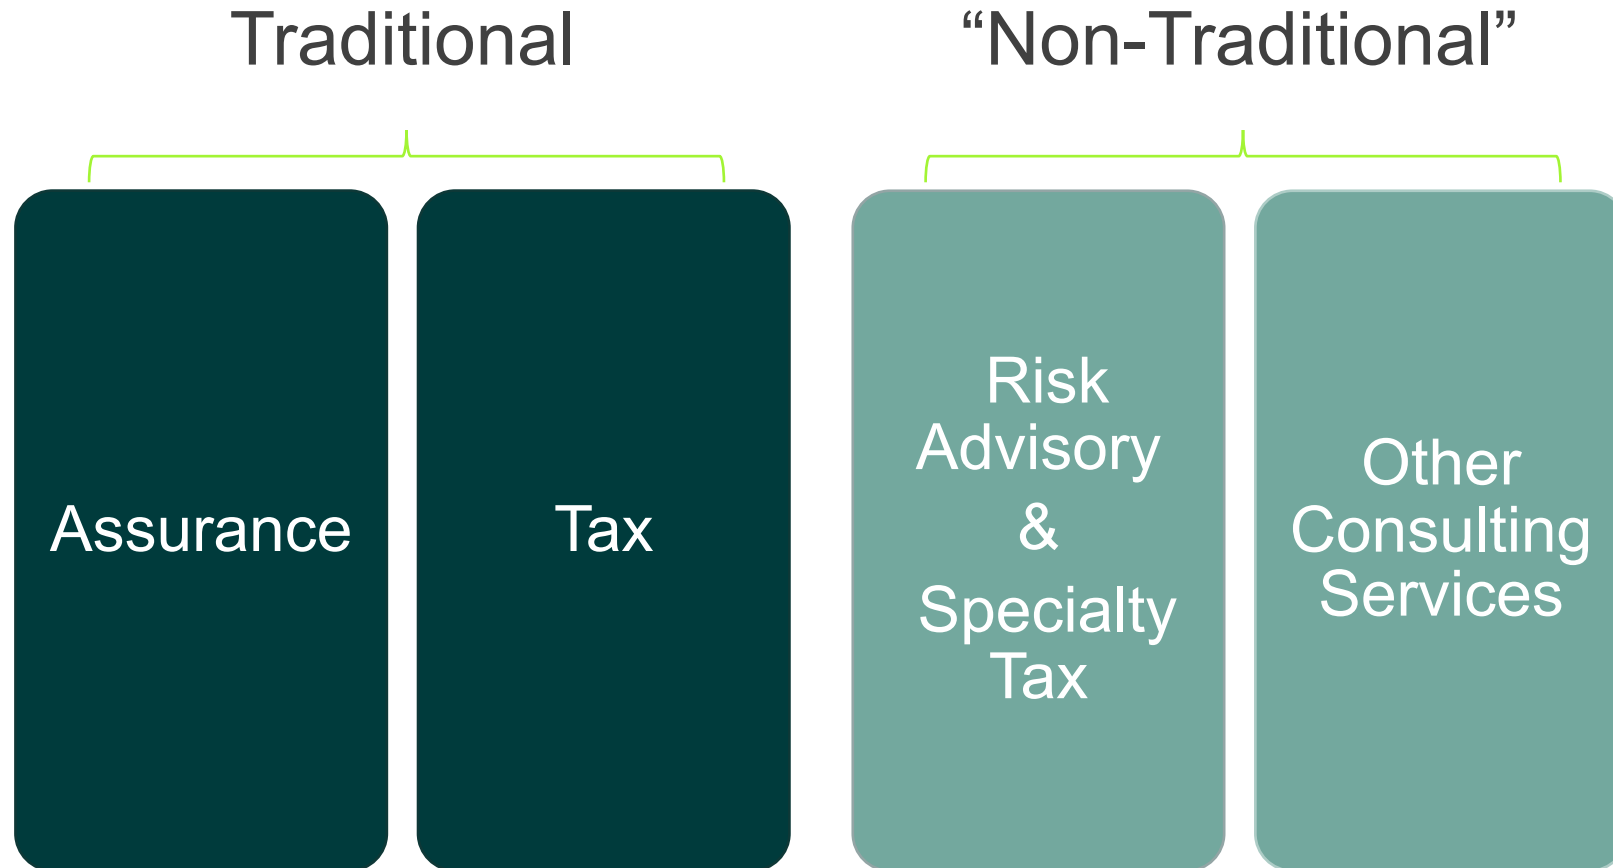 Traditional
“Non-Traditional”
Assurance
Tax
Risk
Advisory
&
Specialty
Tax
Other
Consulting
Services